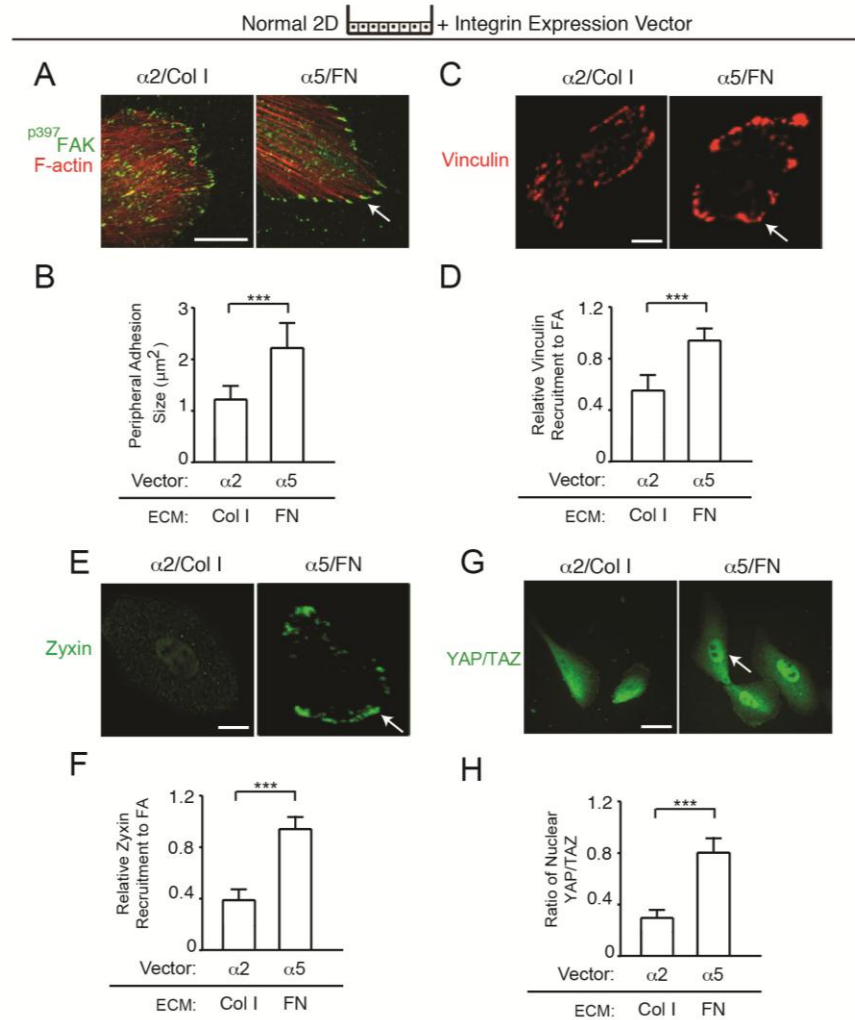 Normal 2D + Integrin Expression Vector
A
α2/Col I α5/FN
p397FAK
F-actin
C
α2/Col I α5/FN
Vinculin
B
Peripheral Adhesion
Size (μm²)
3
2
1
0
***
Vector: α2 α5
ECM: Col I FN
D
Relative Vinculin
Recruitment to FA
1.2
0.8
0.4
0
***
Vector: α2 α5
ECM: Col I FN
E
α2/Col I α5/FN
Zyxin
G
α2/Col I α5/FN
YAP/TAZ
F
Relative Zyxin
Recruitment to FA
1.2
0.8
0.4
0
***
Vector: α2 α5
ECM: Col I FN
H
Ratio of Nuclear
YAP/TAZ
1.2
0.8
0.4
0
***
Vector: α2 α5
ECM: Col I FN